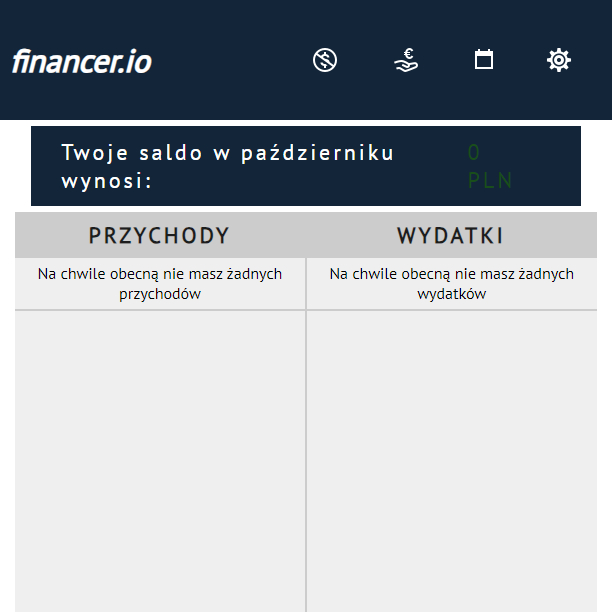 financer.io
Twoje saldo w październiku
wynosi:
0
PLN
PRZYCHODY
WYDATKI
Na chwile obecną nie masz żadnych
przychodów
Na chwile obecną nie masz żadnych
wydatków